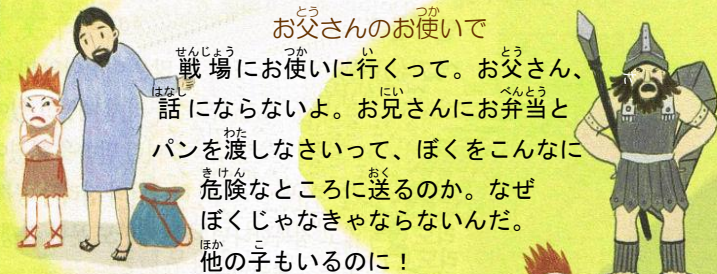 お父さんのお使いで
戦場にお使いに行くって。お父さん、
話にならないよ。お兄さんにお弁当と
パンを渡しなさいって、ぼくをこんなに
危険なところに送るのか。なぜ
ぼくじゃなきゃならないんだ。
他の子もいるのに！